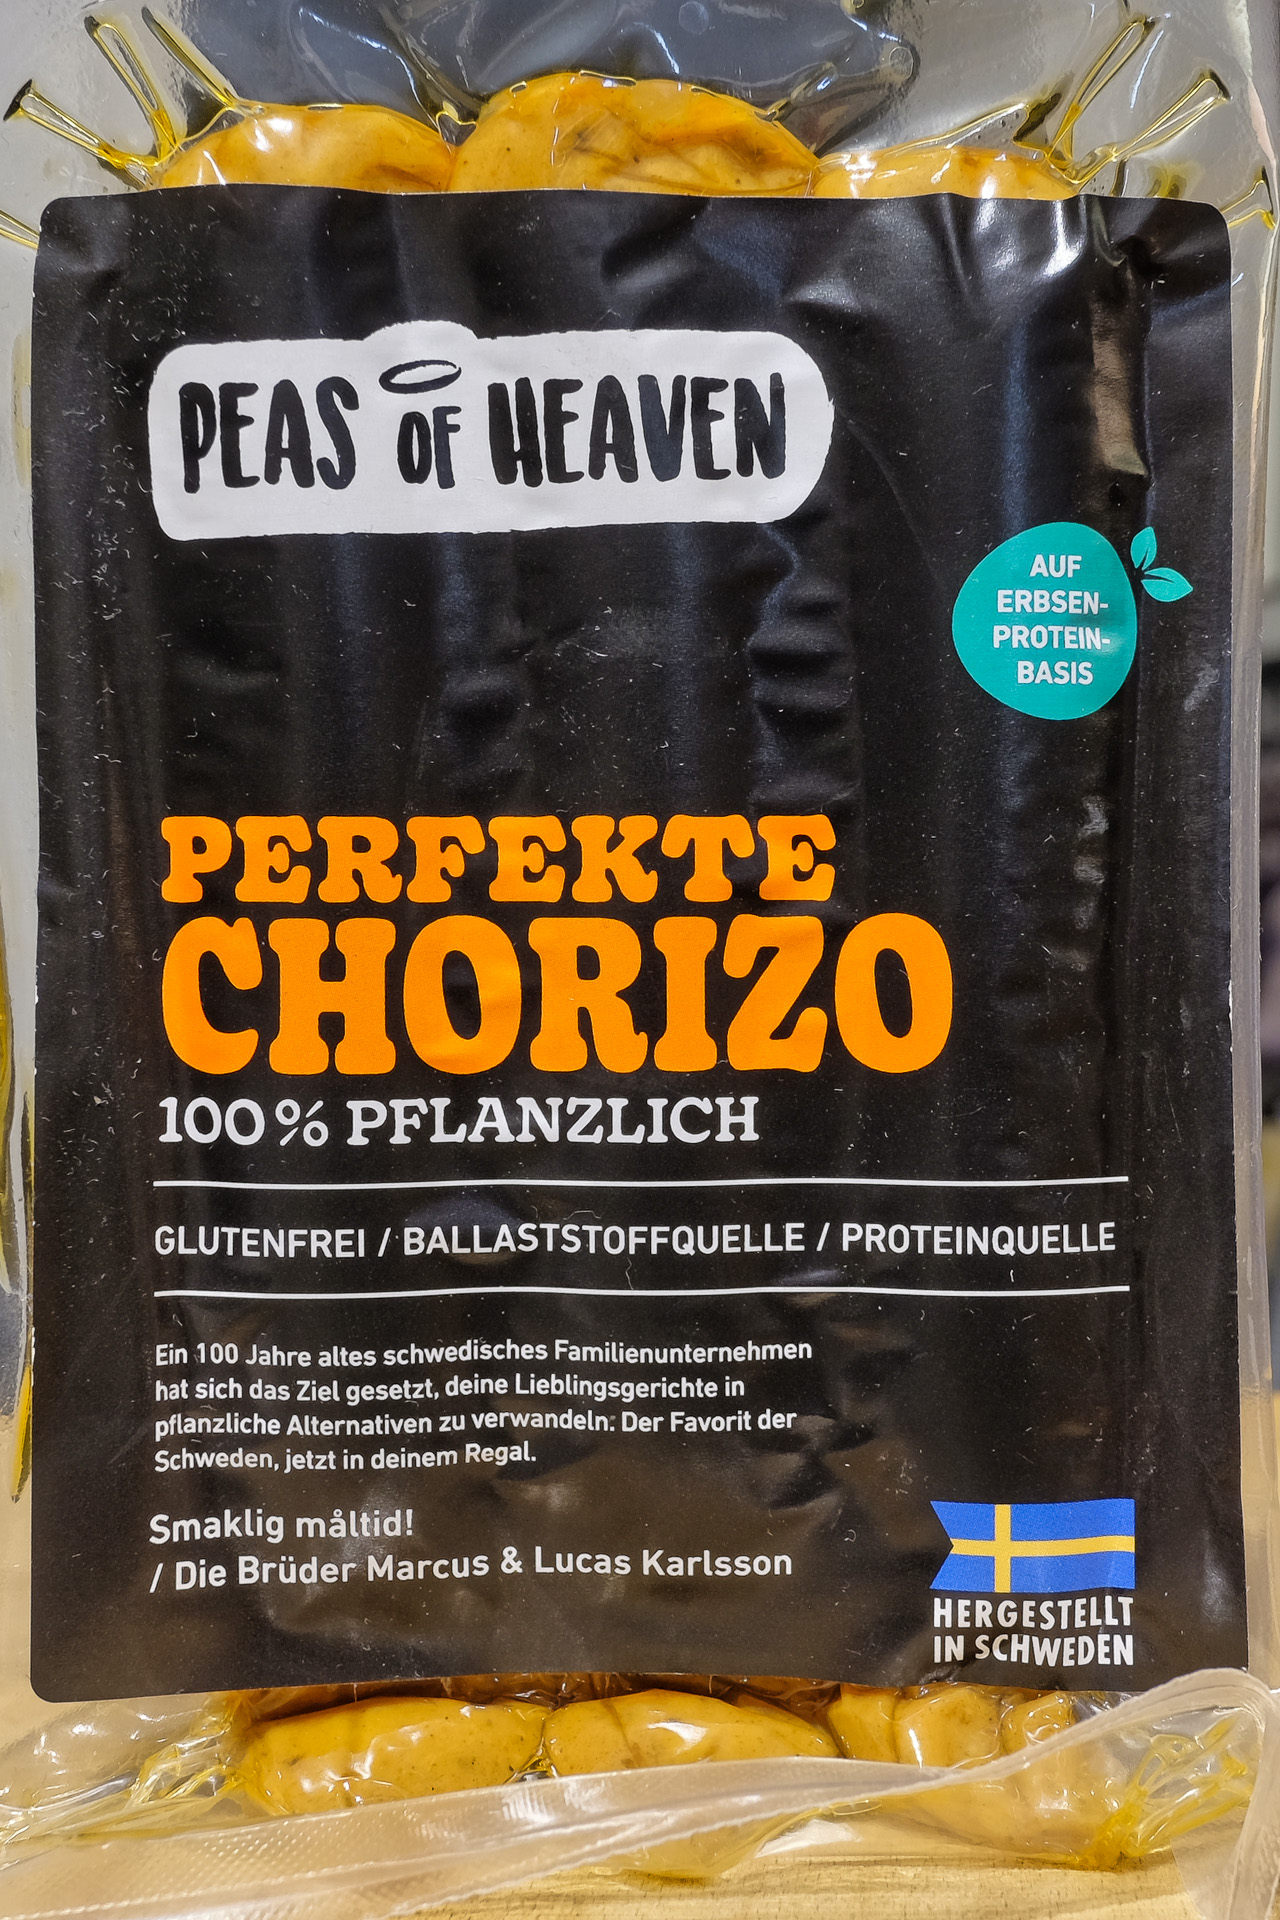 PEAS OF HEAVEN
AUF
ERBSEN-
PROTEIN-
BASIS
PERFEKTE
CHORIZO
100% PFLANZLICH
GLUTENFREI / BALLASTSTOFFQUELLE / PROTEINQUELLE
Ein 100 Jahre altes schwedisches Familienunternehmen
hat sich das Ziel gesetzt, deine Lieblingsgerichte in
pflanzliche Alternativen zu verwandeln: Der Favorit der
Schweden, jetzt in deinem Regal.
Smaklig måltid!
/ Die Brüder Marcus & Lucas Karlsson
HERGESTELLT
IN SCHWEDEN